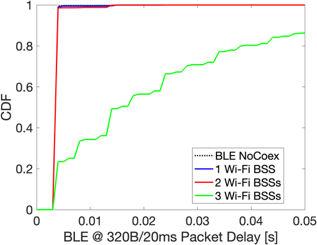 1
0.8
0.6
0.4
0.2
0
CDF
0
0.01
0.02
0.03
0.04
0.05
BLE @ 320B/20ms Packet Delay [s]
BLE NoCoex
1 Wi-Fi BSS
2 Wi-Fi BSSs
3 Wi-Fi BSSs